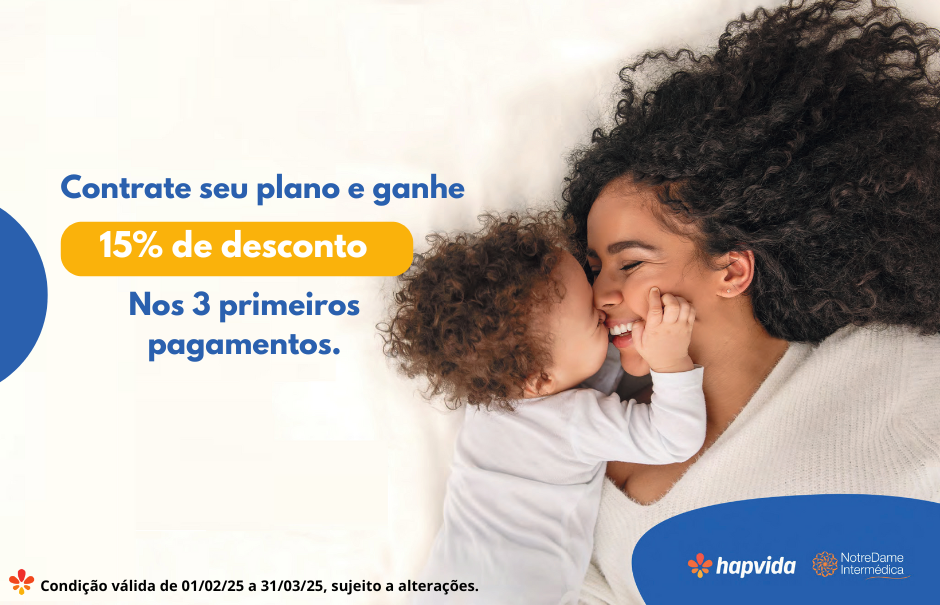 Contrate seu plano e ganhe
15% de desconto
Nos 3 primeiros
pagamentos.
hapvida
NotreDame
Intermédica
Condição válida de 01/02/25 a 31/03/25, sujeito a alterações.